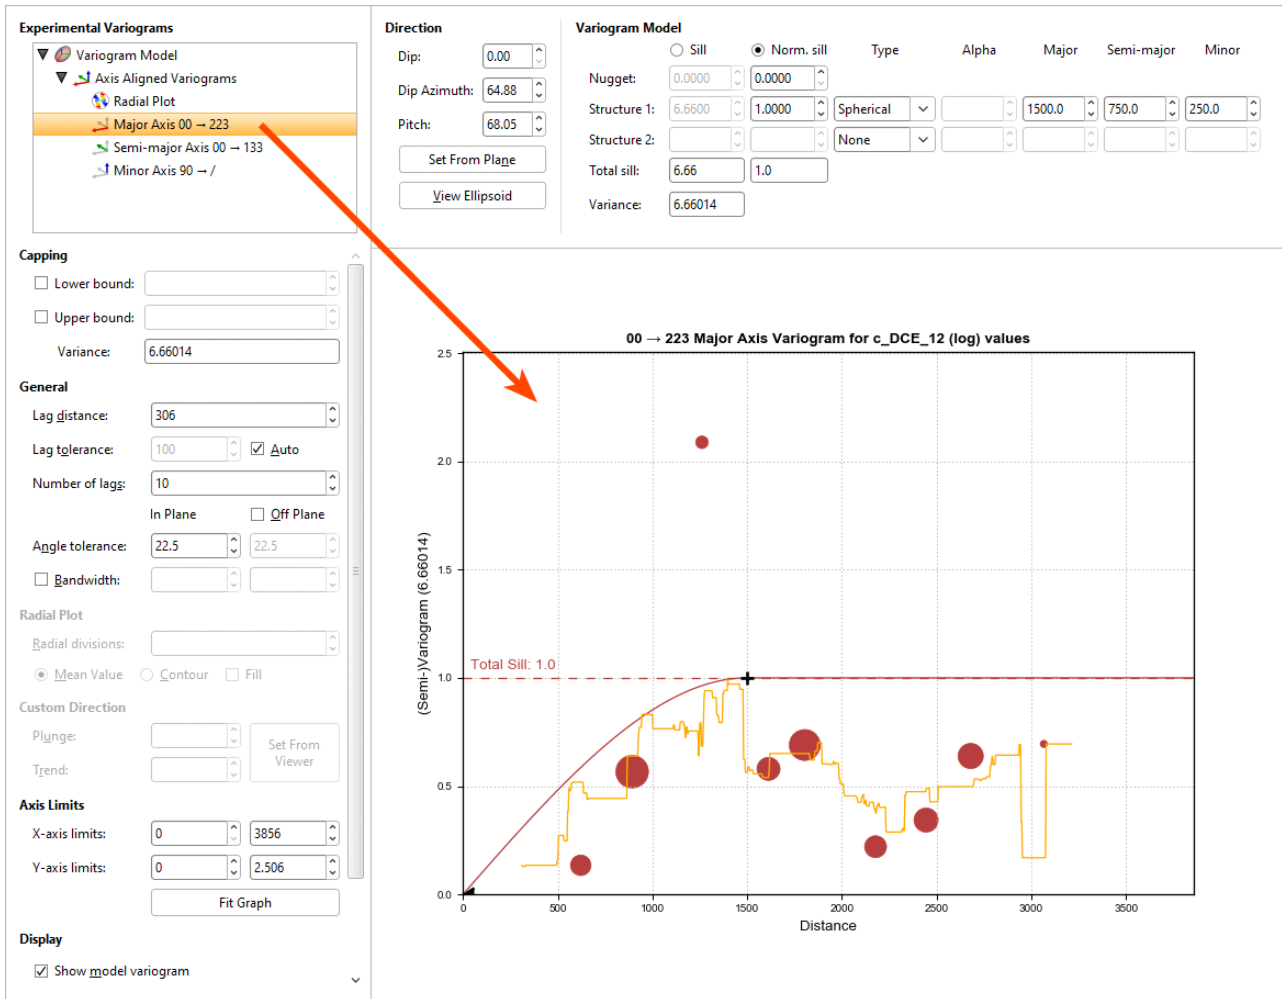 Experimental Variograms
Variogram Model
Axis Aligned Variograms
Radial Plot
Major Axis 00 → 223
Semi-major Axis 00 → 133
Minor Axis 90 → /
Direction
Dip: 0.00
Dip Azimuth: 64.88
Pitch: 68.05
Set From Plane
View Ellipsoid
Variogram Model
Sill Norm. sill Type Alpha Major Semi-major Minor
Nugget: 0.0000 0.0000
Structure 1: 6.6600 1.0000 Spherical 1500.0 750.0 250.0
Structure 2: None
Total sill: 6.66 1.0
Variance: 6.66014
Capping
Lower bound:
Upper bound:
Variance: 6.66014
General
Lag distance: 306
Lag tolerance: 100 Auto
Number of lags: 10
In Plane Off Plane
Angle tolerance: 22.5 22.5
Bandwidth:
Radial Plot
Radial divisions:
Mean Value Contour Fill
Custom Direction
Plunge:
Trend:
Set From
Viewer
Axis Limits
X-axis limits: 0 3856
Y-axis limits: 0 2.506
Fit Graph
Display
Show model variogram
00 → 223 Major Axis Variogram for c_DCE_12 (log) values
(Semi-)Variogram (6.66014)
2.5
2.0
1.5
1.0
0.5
0.0
Total Sill: 1.0
0 500 1000 1500 2000 2500 3000 3500
Distance